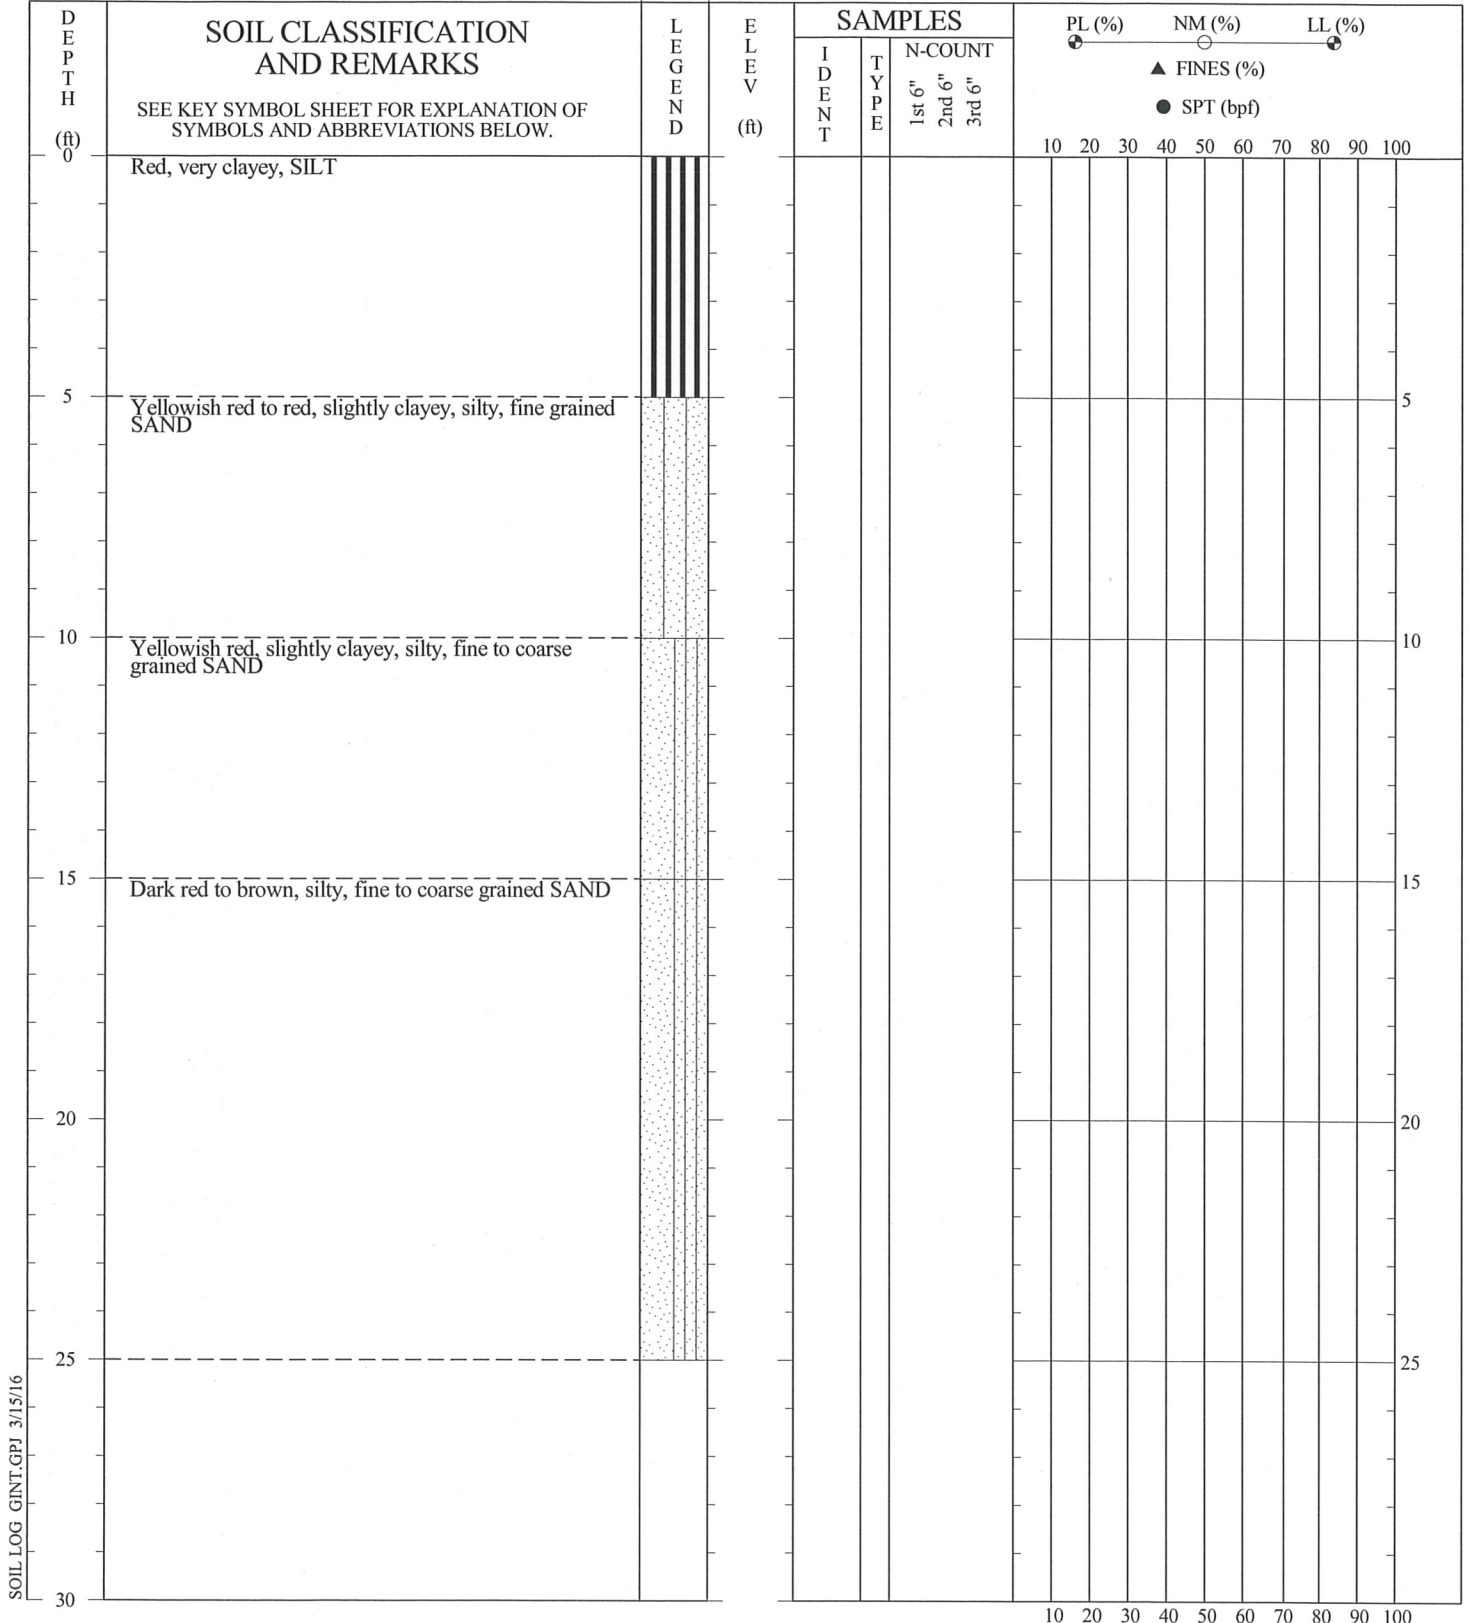 DEPTH
(ft)
SOIL CLASSIFICATION
AND REMARKS
SEE KEY SYMBOL SHEET FOR EXPLANATION OF
SYMBOLS AND ABBREVIATIONS BELOW.
LEGEND
ELEV
(ft)
SAMPLES
IDENT
TYPE
N-COUNT
1st 6"
2nd 6"
3rd 6"
PL (%) NM (%) LL (%)
▲ FINES (%)
● SPT (bpf)
10 20 30 40 50 60 70 80 90 100
0
Red, very clayey, SILT
5
Yellowish red to red, slightly clayey, silty, fine grained
SAND
5
10
Yellowish red, slightly clayey, silty, fine to coarse
grained SAND
10
15
Dark red to brown, silty, fine to coarse grained SAND
15
20
20
25
25
30
10 20 30 40 50 60 70 80 90 100
SOIL LOG GINT.GPJ 3/15/16